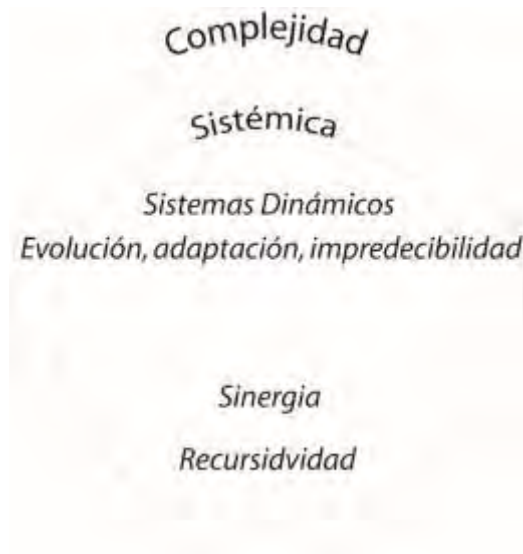 Complejidad
Sistémica
Sistemas Dinámicos
Evolución, adaptación, impredecibilidad
Sinergia
Recursidvidad